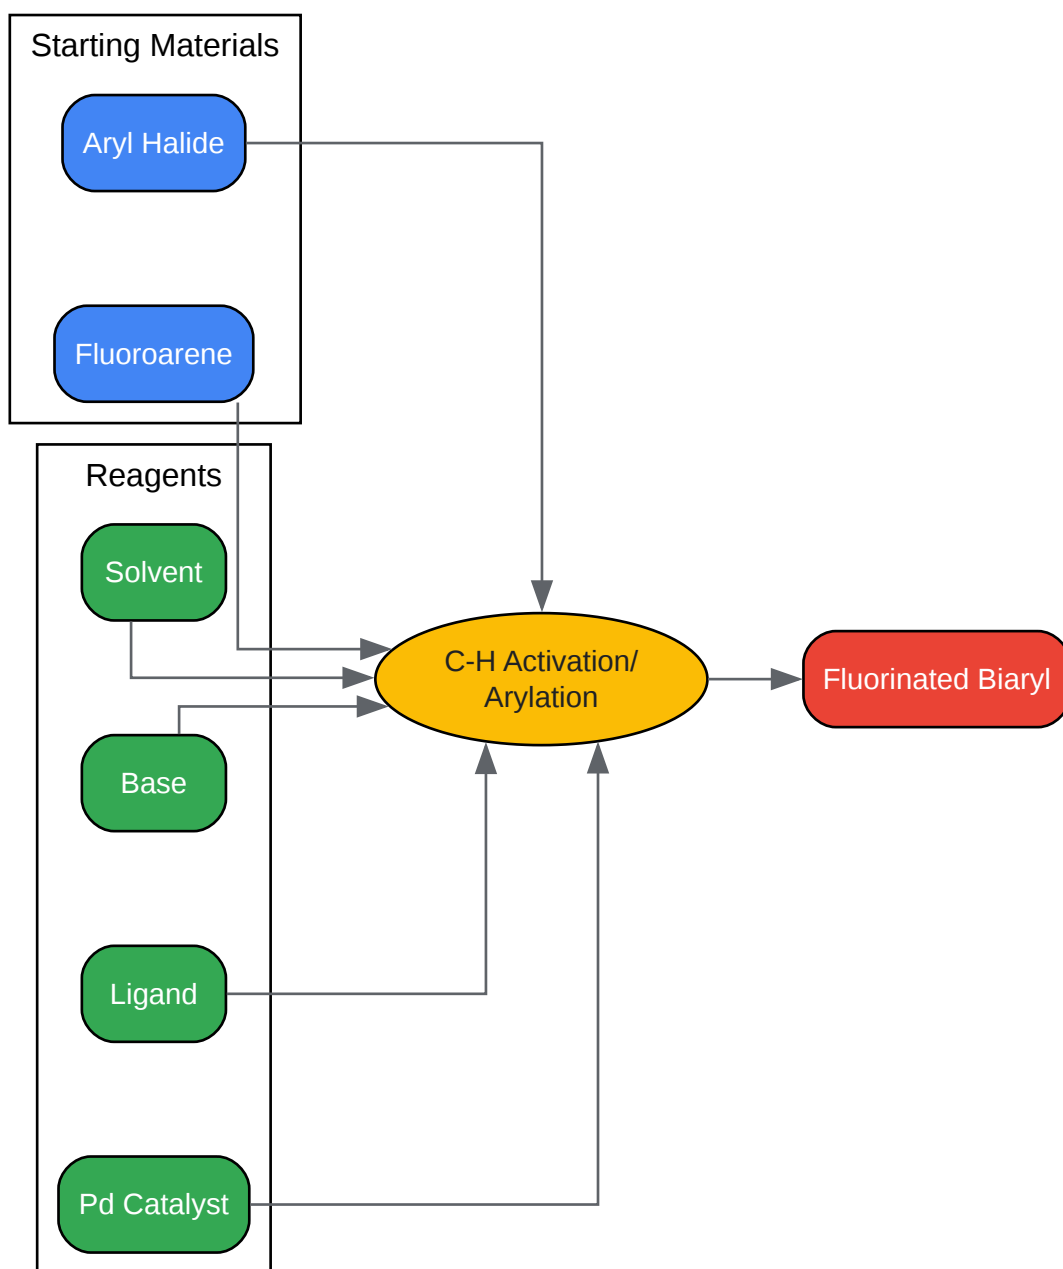 Starting Materials
Aryl Halide
Fluoroarene
Reagents
Solvent
Base
Ligand
Pd Catalyst
C-H Activation/
Arylation
Fluorinated Biaryl